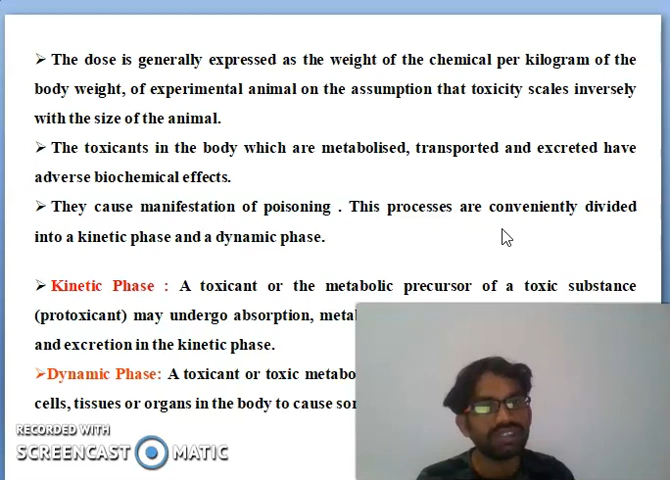 ➢ The dose is generally expressed as the weight of the chemical per kilogram of the
body weight, of experimental animal on the assumption that toxicity scales inversely
with the size of the animal.
➢ The toxicants in the body which are metabolised, transported and excreted have
adverse biochemical effects.
➢ They cause manifestation of poisoning . This processes are conveniently divided
into a kinetic phase and a dynamic phase.
➢ Kinetic Phase : A toxicant or the metabolic precursor of a toxic substance
(protoxicant) may undergo absorption,
and excretion in the kinetic phase.
➢Dynamic Phase: A toxicant or toxic
cells, tissues or organs in the body to cause
RECORDED WITH
SCREENCAST MATIC